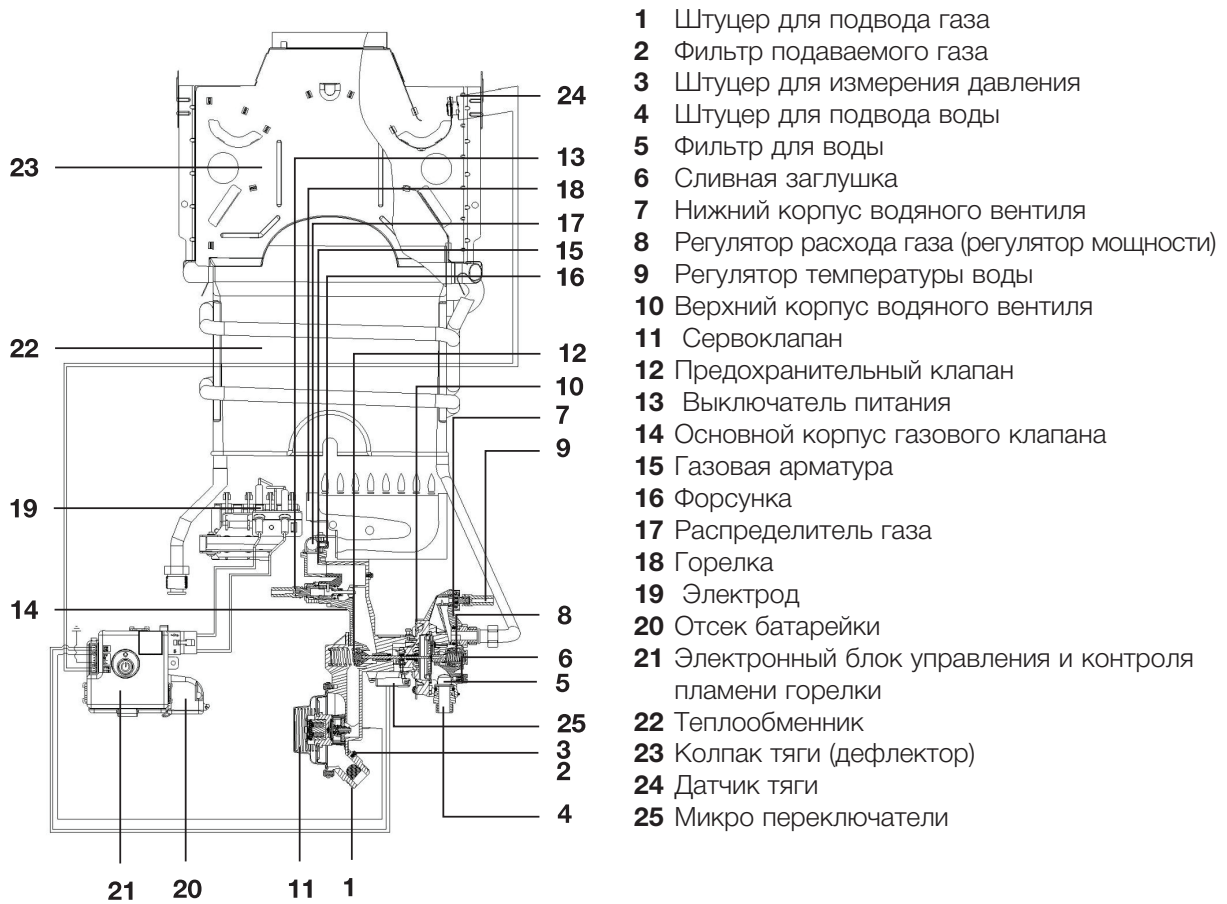 24
13
23
18
17
15
16
22
12
10
7
9
19
14
8
6
5
25
3
2
4
21
20
11
1
1 Штуцер для подвода газа
2 Фильтр подаваемого газа
3 Штуцер для измерения давления
4 Штуцер для подвода воды
5 Фильтр для воды
6 Сливная заглушка
7 Нижний корпус водяного вентиля
8 Регулятор расхода газа (регулятор мощности)
9 Регулятор температуры воды
10 Верхний корпус водяного вентиля
11 Сервоклапан
12 Предохранительный клапан
13 Выключатель питания
14 Основной корпус газового клапана
15 Газовая арматура
16 Форсунка
17 Распределитель газа
18 Горелка
19 Электрод
20 Отсек батарейки
21 Электронный блок управления и контроля
пламени горелки
22 Теплообменник
23 Колпак тяги (дефлектор)
24 Датчик тяги
25 Микро переключатели